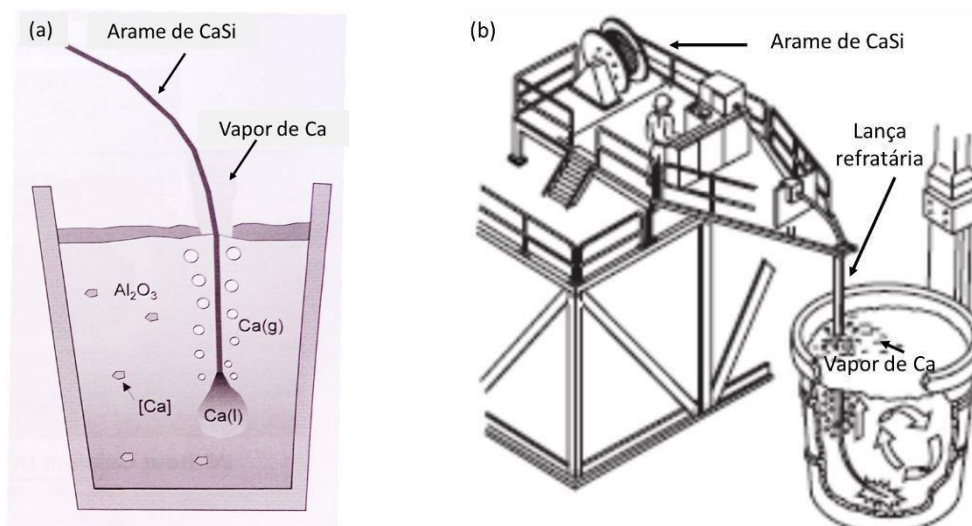 (a)
Arame de CaSi
Vapor de Ca
Al₂O₃
Ca(g)
[Ca]
Ca(l)
(b)
Arame de CaSi
Lança
refratária
Vapor de Ca